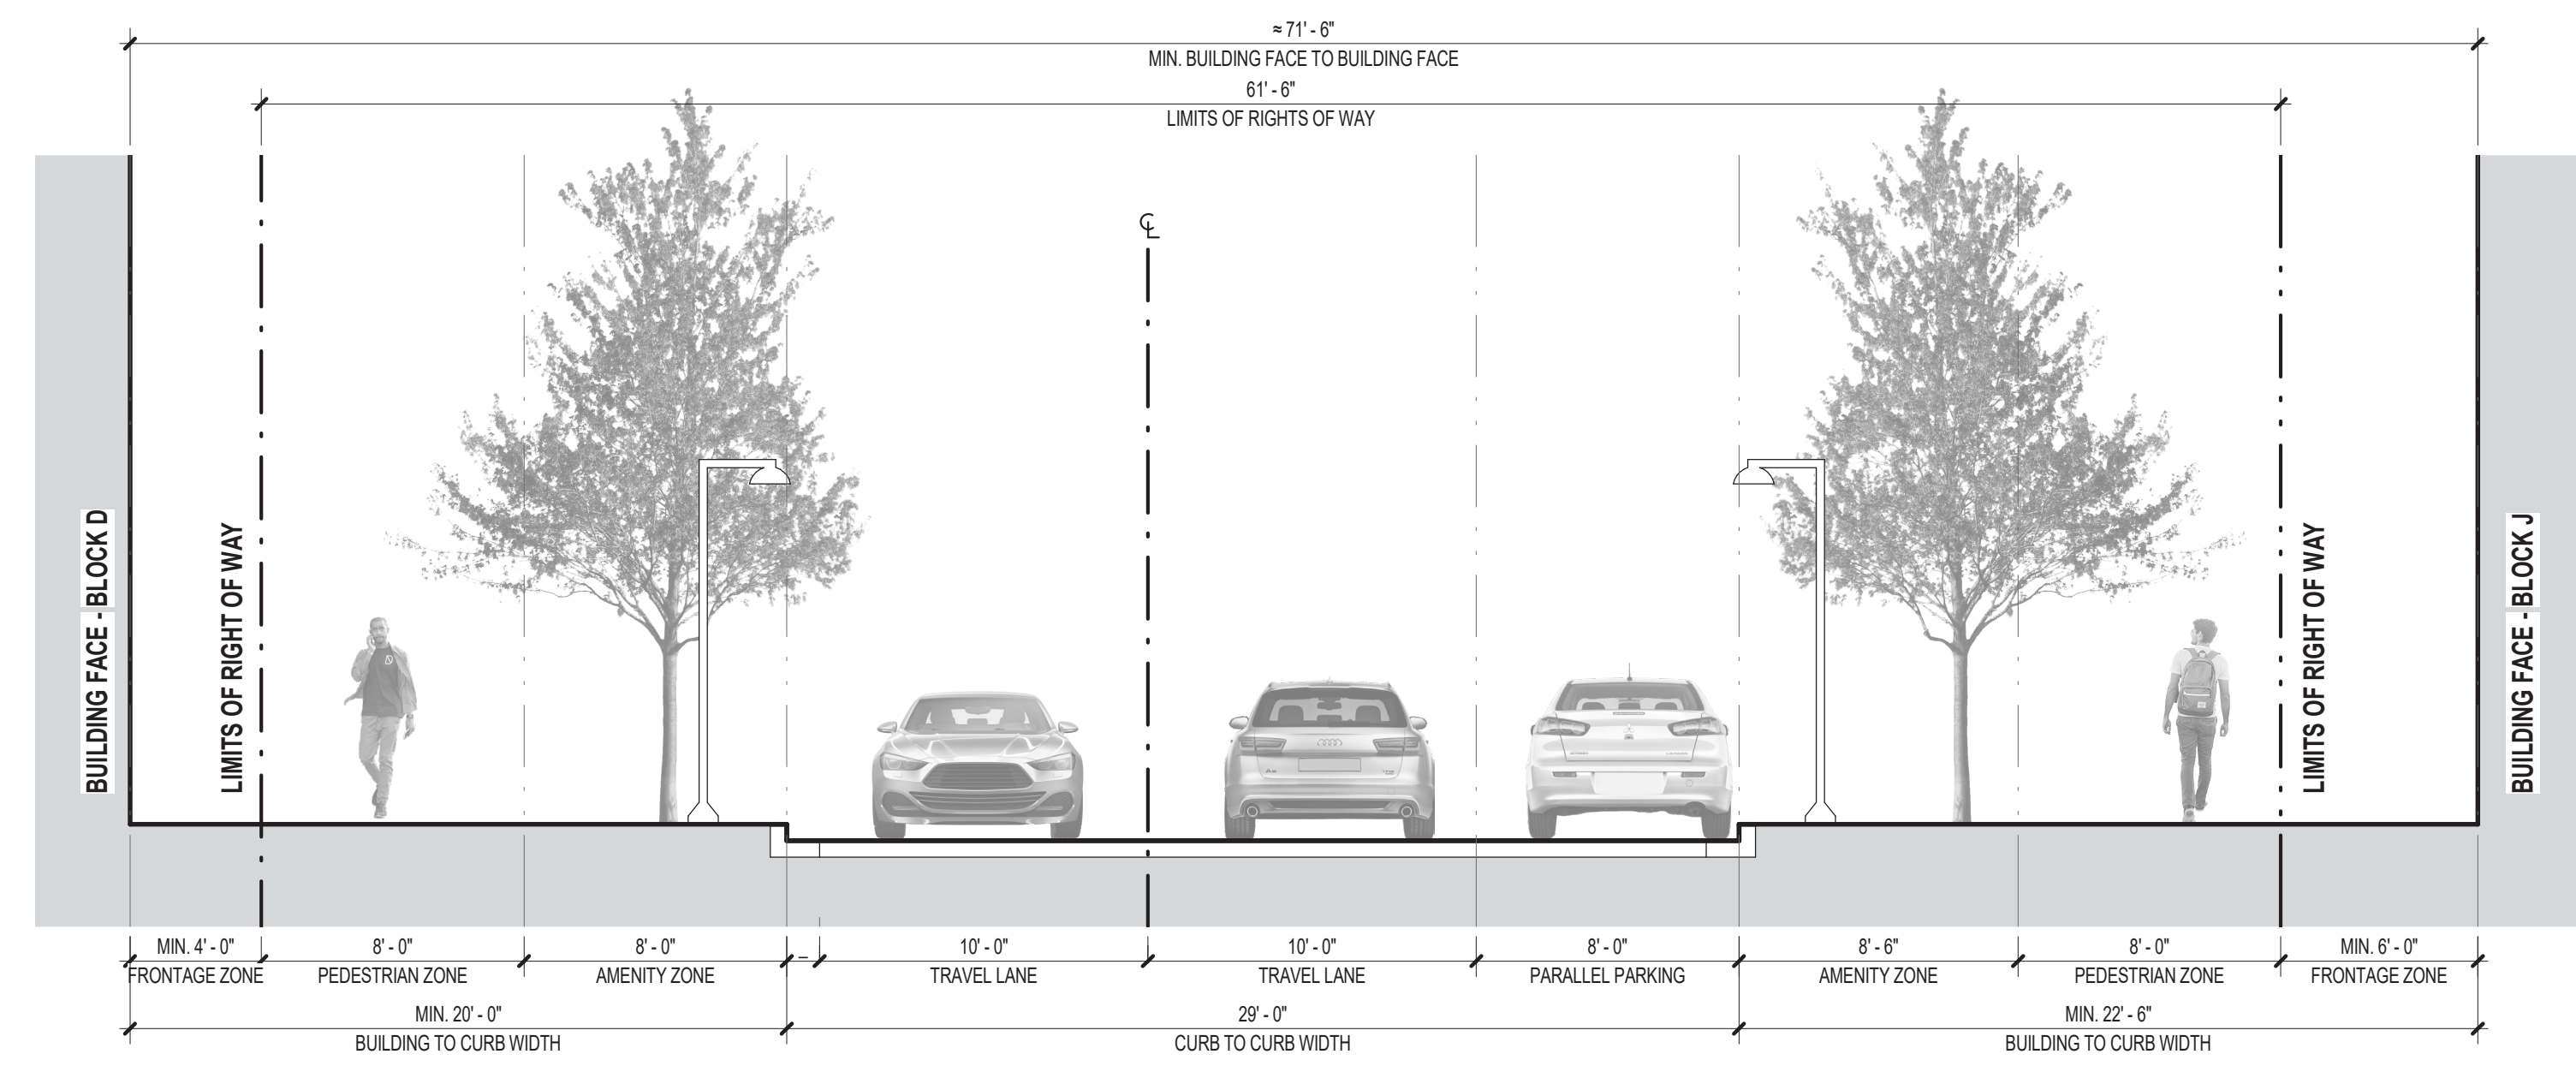 ≈ 71' - 6"
MIN. BUILDING FACE TO BUILDING FACE
61' - 6"
LIMITS OF RIGHTS OF WAY
℄
BUILDING FACE - BLOCK D
LIMITS OF RIGHT OF WAY
LIMITS OF RIGHT OF WAY
BUILDING FACE - BLOCK J
MIN. 4' - 0"
8' - 0"
8' - 0"
10' - 0"
10' - 0"
8' - 0"
8' - 6"
8' - 0"
MIN. 6' - 0"
FRONTAGE ZONE
PEDESTRIAN ZONE
AMENITY ZONE
TRAVEL LANE
TRAVEL LANE
PARALLEL PARKING
AMENITY ZONE
PEDESTRIAN ZONE
FRONTAGE ZONE
MIN. 20' - 0"
29' - 0"
MIN. 22' - 6"
BUILDING TO CURB WIDTH
CURB TO CURB WIDTH
BUILDING TO CURB WIDTH